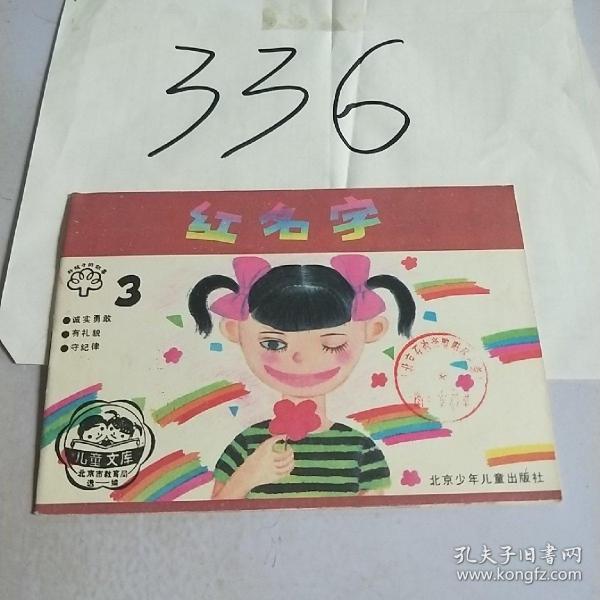 336
红名字
给孩子的故事
3
●诚实勇敢
●有礼貌
●守纪律
儿童文库
北京市教育局
选一编
北京少年儿童出版社
孔夫子旧书网
www.kongfz.com